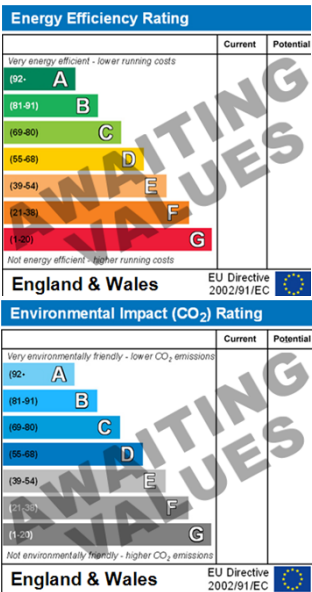 Energy Efficiency Rating
Current Potential
Very energy efficient - lower running costs
(92+ A
(81-91) B
(69-80) C
(55-68) D
(39-54) E
(21-38) F
(1-20) G
Not energy efficient - higher running costs
AWAITING
VALUES
England & Wales
EU Directive
2002/91/EC
Environmental Impact (CO₂) Rating
Current Potential
Very environmentally friendly - lower CO₂ emissions
(92+ A
(81-91) B
(69-80) C
(55-68) D
(39-54) E
(21-38) F
(1-20) G
Not environmentally friendly - higher CO₂ emissions
AWAITING
VALUES
England & Wales
EU Directive
2002/91/EC